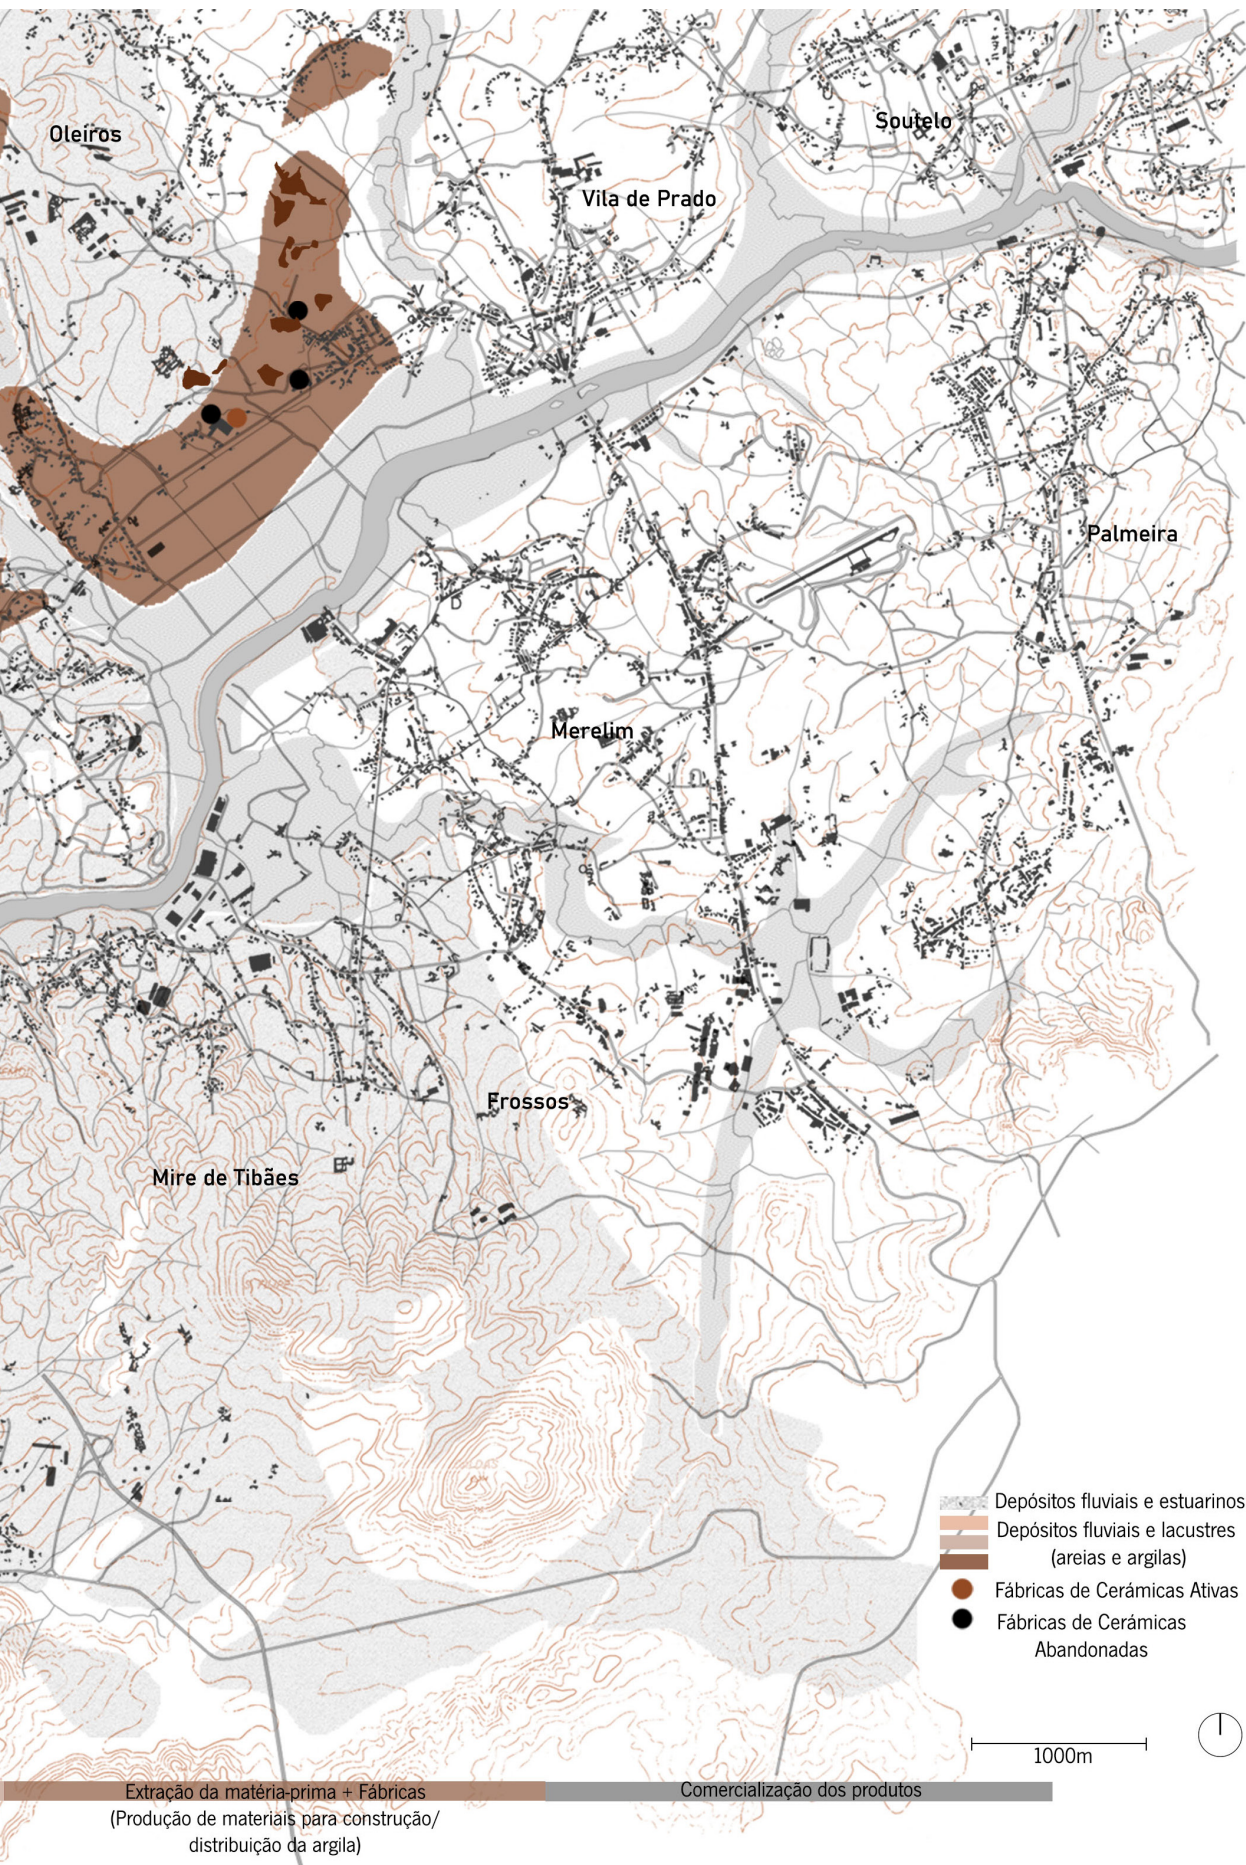 Oleíros
Soutelo
Vila de Prado
Palmeira
Merelim
Frossos
Mire de Tibães
Depósitos fluviais e estuarinos
Depósitos fluviais e lacustres
(areias e argilas)
Fábricas de Cerámicas Ativas
Fábricas de Cerámicas
Abandonadas
1000m
Extração da matéria-prima + Fábricas
(Produção de materiais para construção/
distribuição da argila)
Comercialização dos produtos